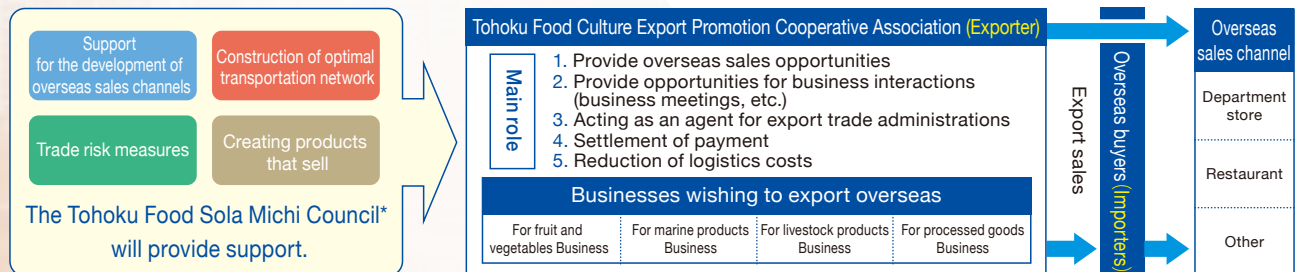 Support
for the development of
overseas sales channels
Construction of optimal
transportation network
Trade risk measures
Creating products
that sell
The Tohoku Food Sola Michi Council*
will provide support.
Tohoku Food Culture Export Promotion Cooperative Association (Exporter)
Main role
1. Provide overseas sales opportunities
2. Provide opportunities for business interactions
(business meetings, etc.)
3. Acting as an agent for export trade administrations
4. Settlement of payment
5. Reduction of logistics costs
Businesses wishing to export overseas
For fruit and
vegetables Business
For marine products
Business
For livestock products
Business
For processed goods
Business
Export sales
Overseas buyers (Importers)
Overseas
sales channel
Department
store
Restaurant
Other